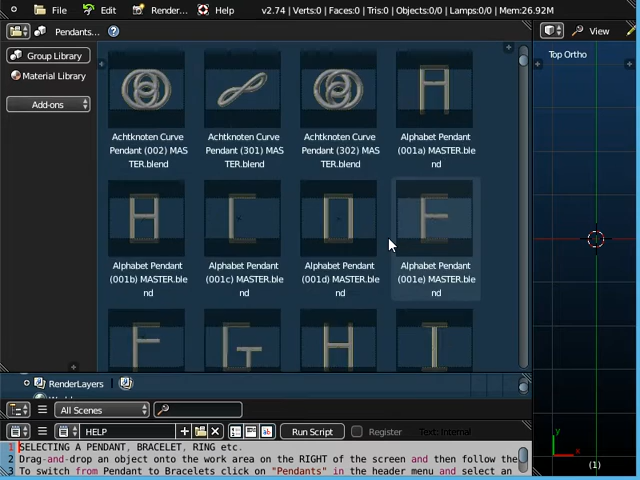 File Edit Render... Help v2.74 | Verts:0 | Faces:0 | Tris:0 | Objects:0/0 | Lamps:0/0 | Mem:26.92M
Pendants... View
Group Library
Material Library
Add-ons
Top Ortho
Achtknoten Curve
Pendant (002) MAS
TER.blend
Achtknoten Curve
Pendant (301) MAS
TER.blend
Achtknoten Curve
Pendant (302) MAS
TER.blend
Alphabet Pendant
(001a) MASTER.ble
nd
Alphabet Pendant
(001b) MASTER.ble
nd
Alphabet Pendant
(001c) MASTER.ble
nd
Alphabet Pendant
(001d) MASTER.ble
nd
Alphabet Pendant
(001e) MASTER.ble
nd
y
x
(1)
RenderLayers
All Scenes
HELP Run Script Register Text: Internal
1 SELECTING A PENDANT, BRACELET, RING etc.
2 Drag-and-drop an object onto the work area on the RIGHT of the screen and then follow the
3 To switch from Pendant to Bracelets click on "Pendants" in the header menu and select an